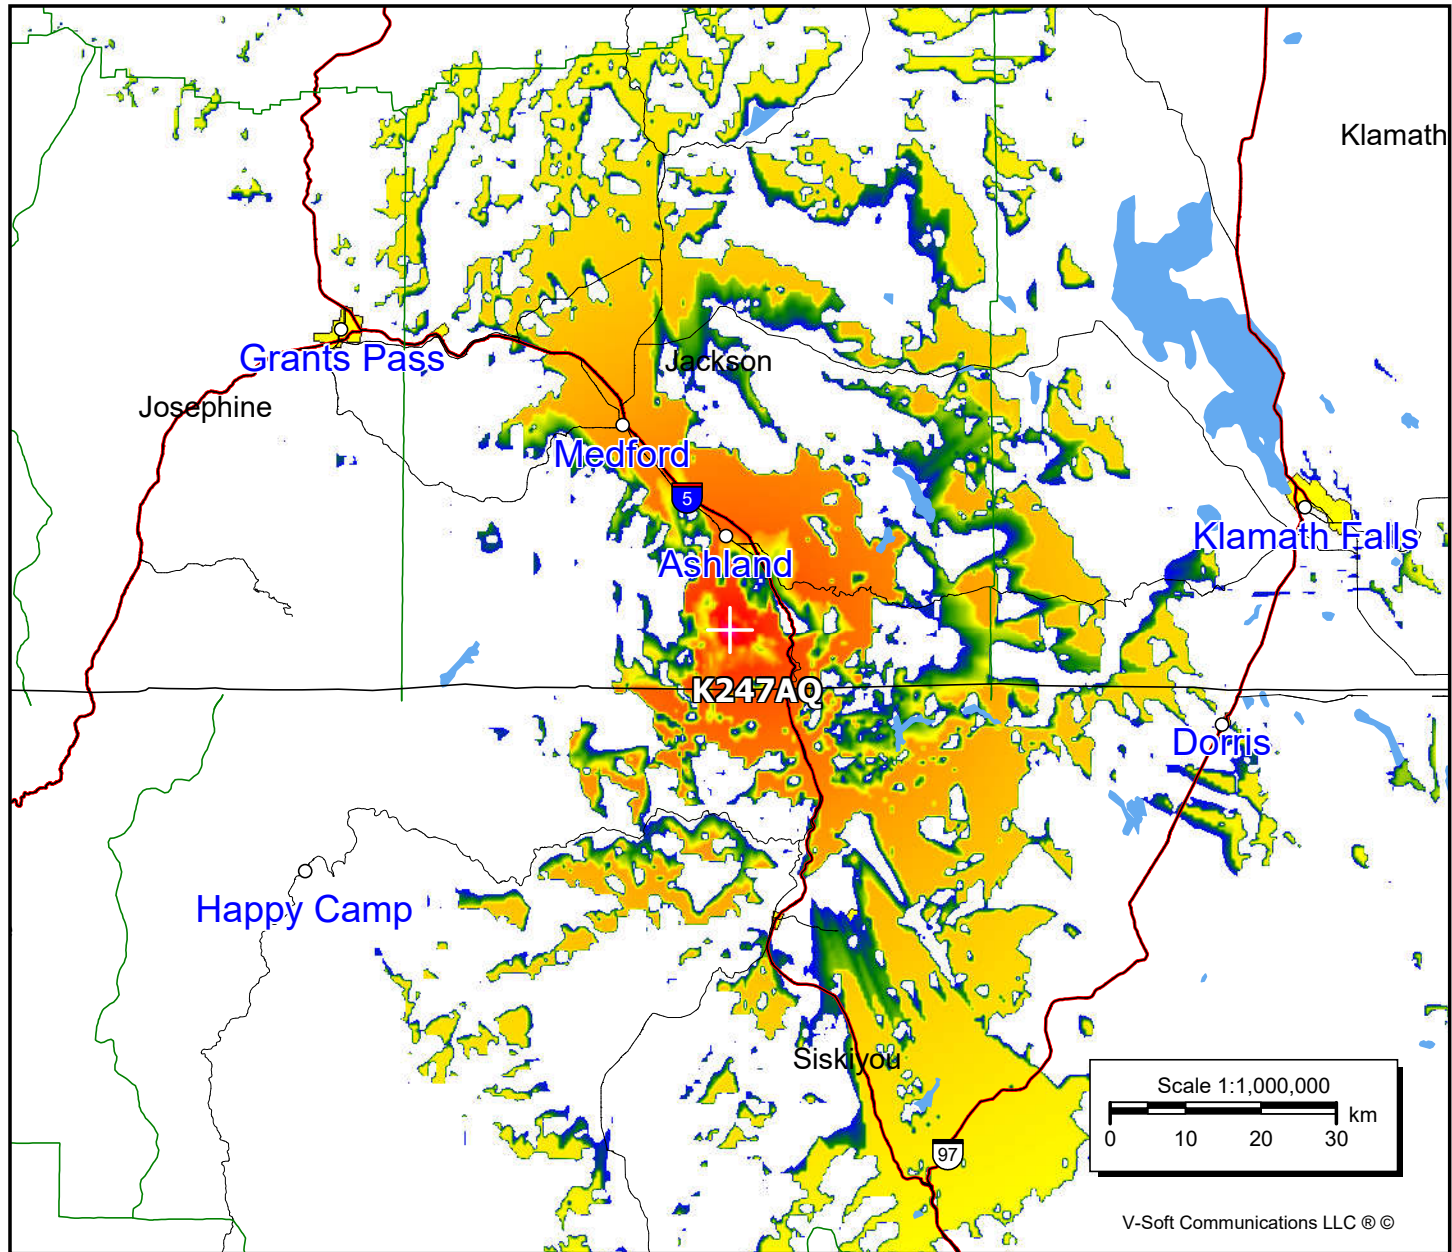 Klamath
Grants Pass
Jackson
Josephine
Medford
5
Klamath Falls
Ashland
K247AQ
Dorris
Happy Camp
Siskiyou
Scale 1:1,000,000
km
0 10 20 30
97
V-Soft Communications LLC ® ©